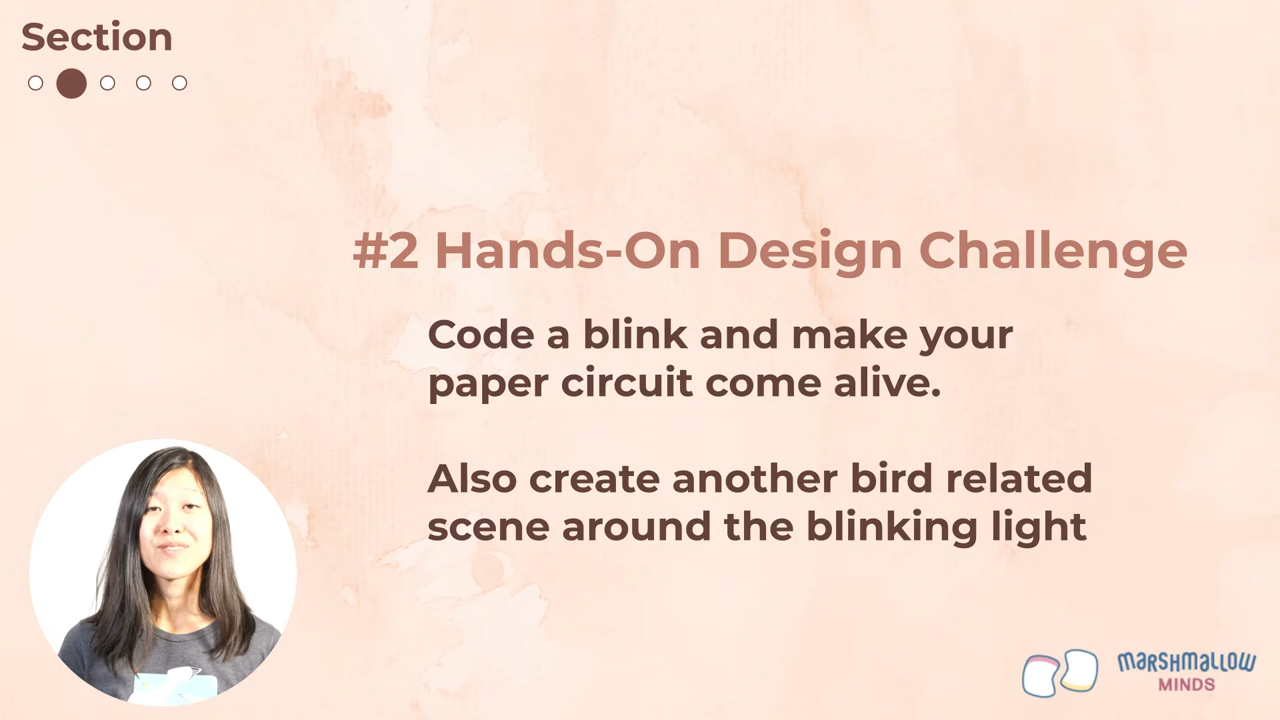 Section
#2 Hands-On Design Challenge
Code a blink and make your
paper circuit come alive.
Also create another bird related
scene around the blinking light
MARSHMALLOW
MINDS